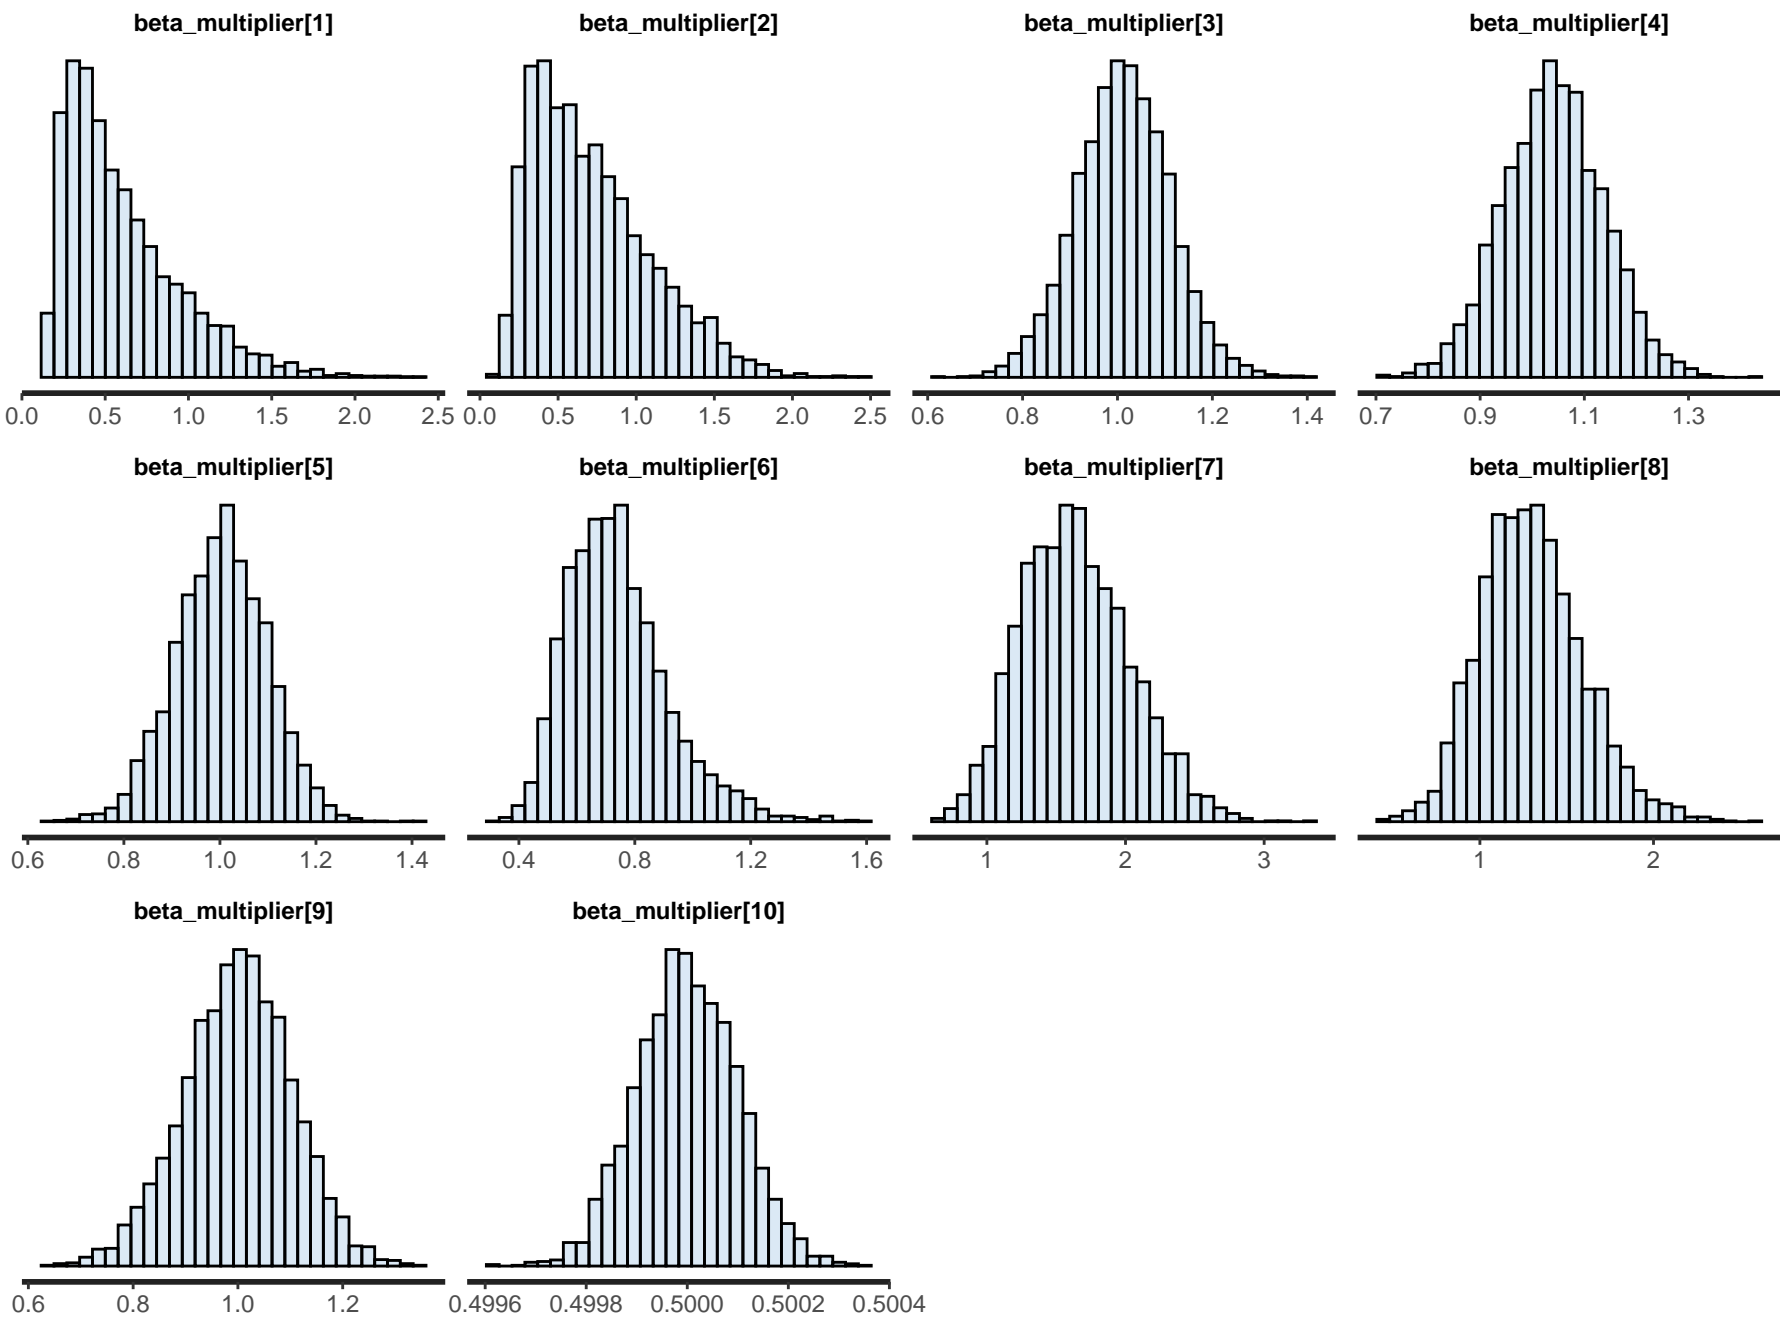 beta_multiplier[1] beta_multiplier[2] beta_multiplier[3] beta_multiplier[4]
0.0 0.5 1.0 1.5 2.0 2.5 0.0 0.5 1.0 1.5 2.0 2.5 0.6 0.8 1.0 1.2 1.4 0.7 0.9 1.1 1.3
beta_multiplier[5] beta_multiplier[6] beta_multiplier[7] beta_multiplier[8]
0.6 0.8 1.0 1.2 1.4 0.4 0.8 1.2 1.6 1 2 3 1 2
beta_multiplier[9] beta_multiplier[10]
0.6 0.8 1.0 1.2 0.4996 0.4998 0.5000 0.5002 0.5004